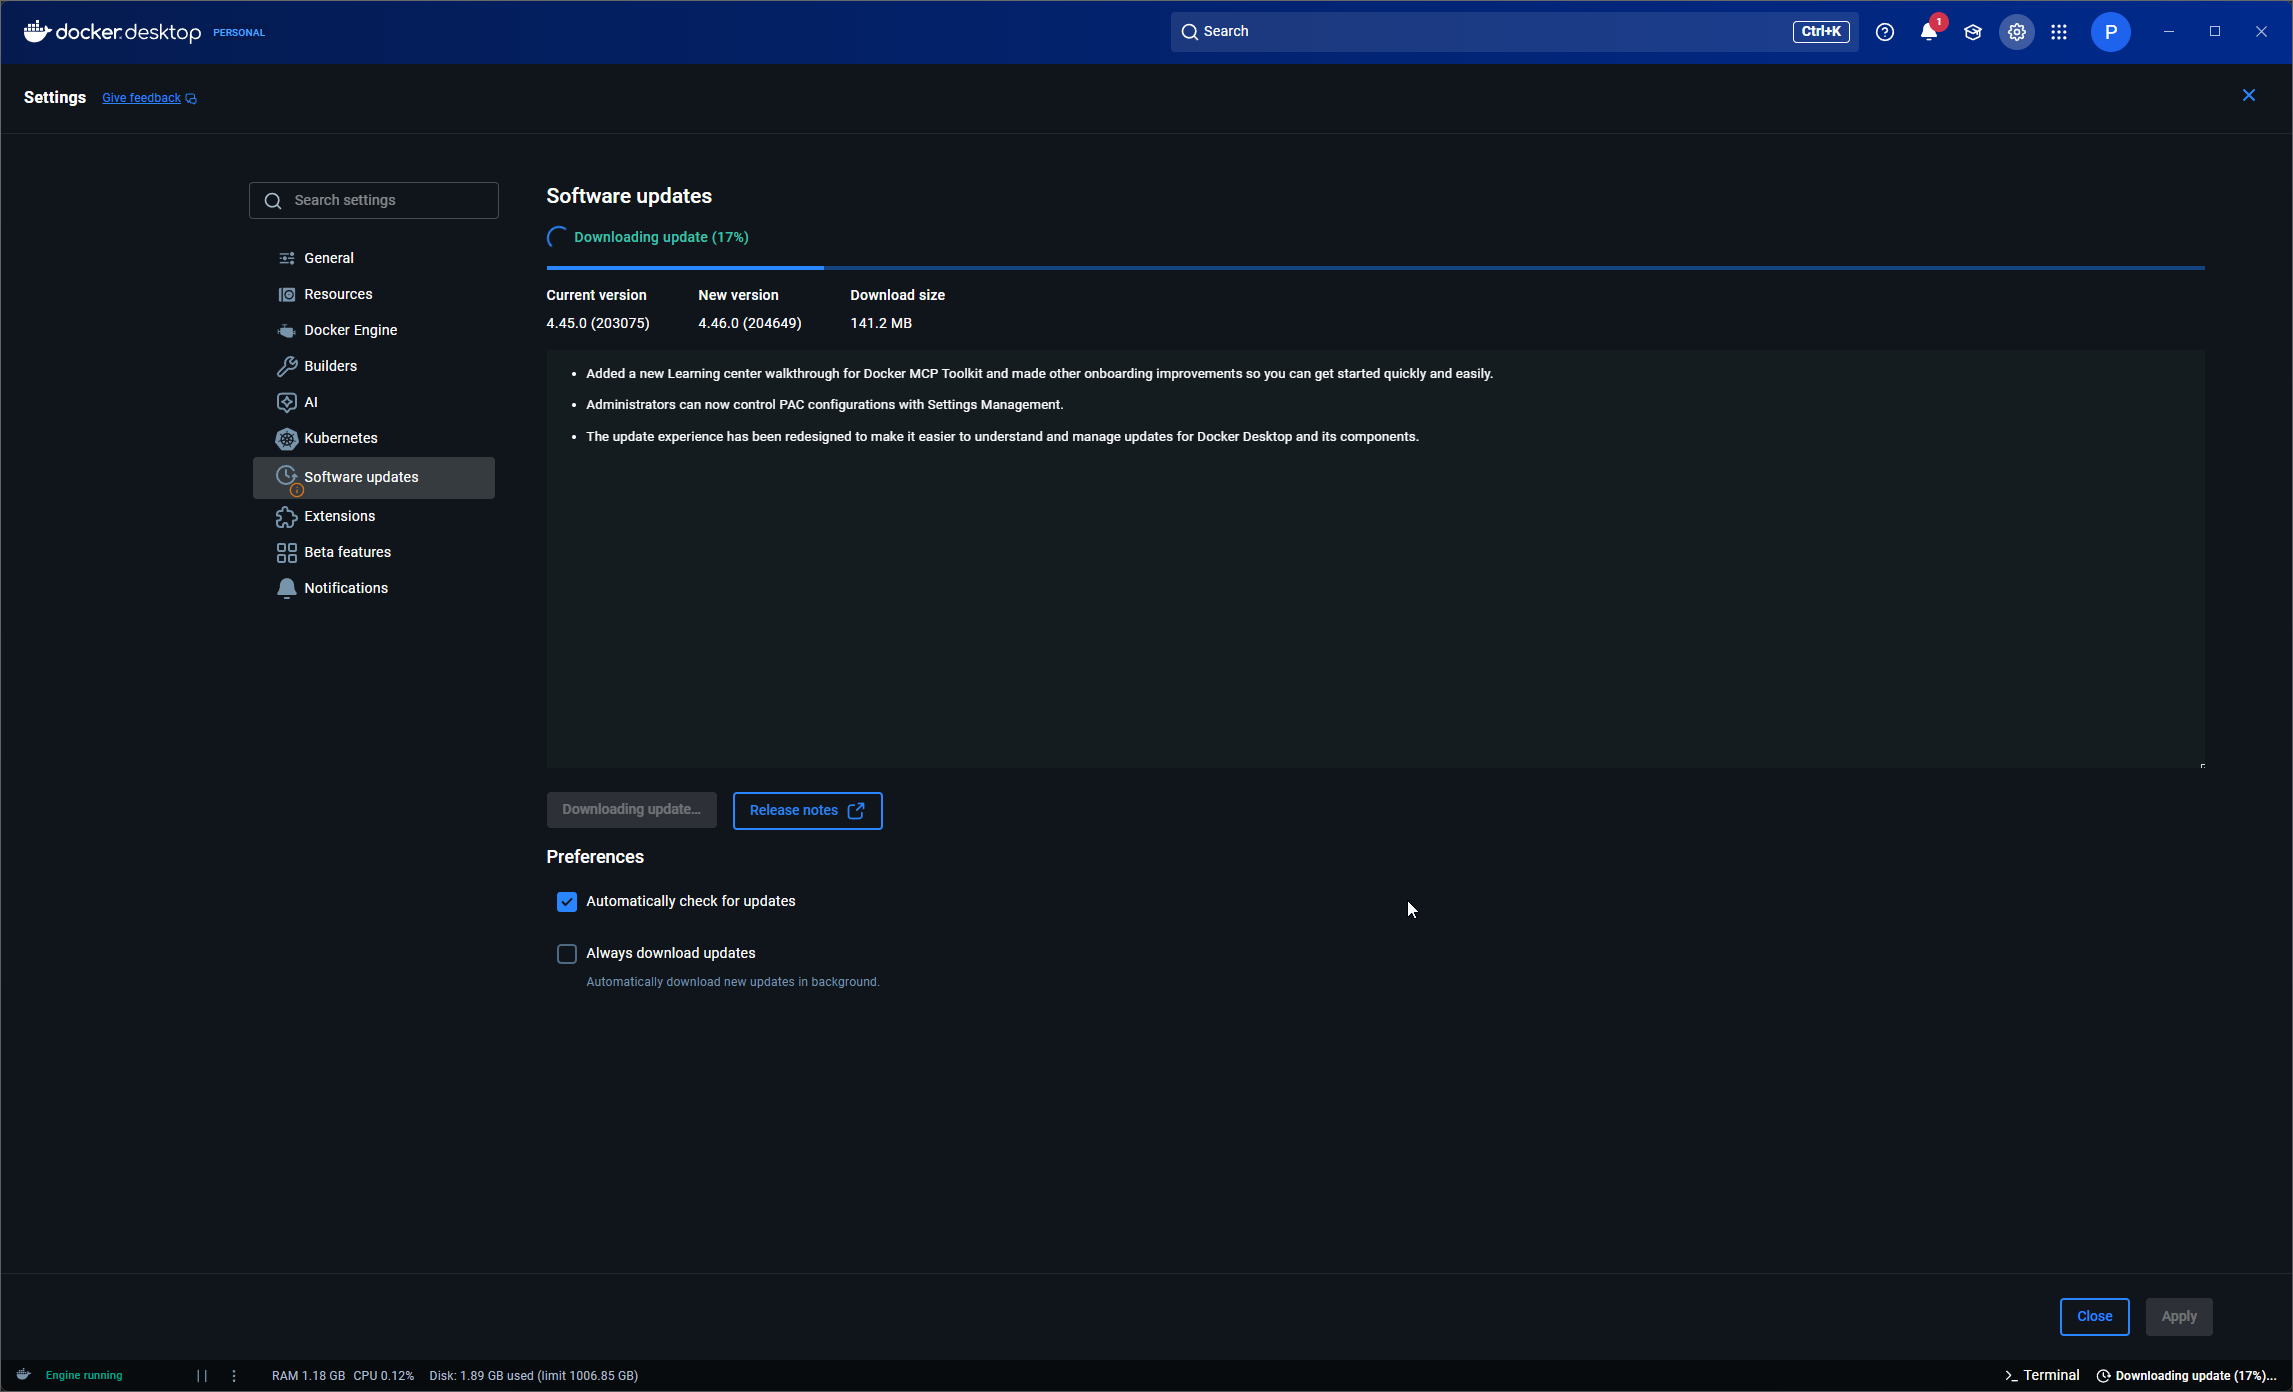 docker.desktop PERSONAL
Search Ctrl+K 1 P
Settings Give feedback
Search settings
General
Resources
Docker Engine
Builders
AI
Kubernetes
Software updates
Extensions
Beta features
Notifications
Software updates
Downloading update (17%)
Current version New version Download size
4.45.0 (203075) 4.46.0 (204649) 141.2 MB
• Added a new Learning center walkthrough for Docker MCP Toolkit and made other onboarding improvements so you can get started quickly and easily.
• Administrators can now control PAC configurations with Settings Management.
• The update experience has been redesigned to make it easier to understand and manage updates for Docker Desktop and its components.
Downloading update... Release notes
Preferences
Automatically check for updates
Always download updates
Automatically download new updates in background.
Close Apply
Engine running RAM 1.18 GB CPU 0.12% Disk: 1.89 GB used (limit 1006.85 GB) Terminal Downloading update (17%)...